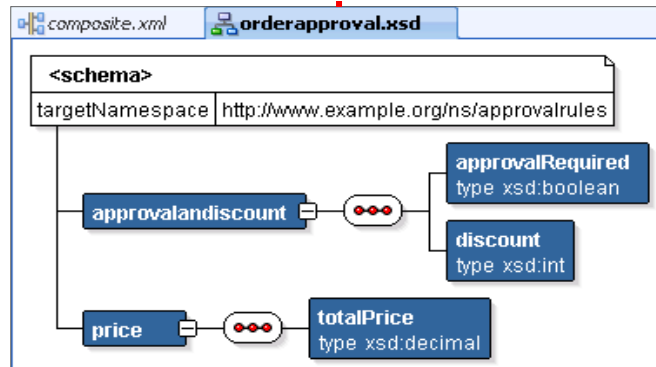 composite.xml
orderapproval.xsd
<schema>
targetNamespace http://www.example.org/ns/approvalrules
approvalandiscount
approvalRequired
type xsd:boolean
discount
type xsd:int
price
totalPrice
type xsd:decimal